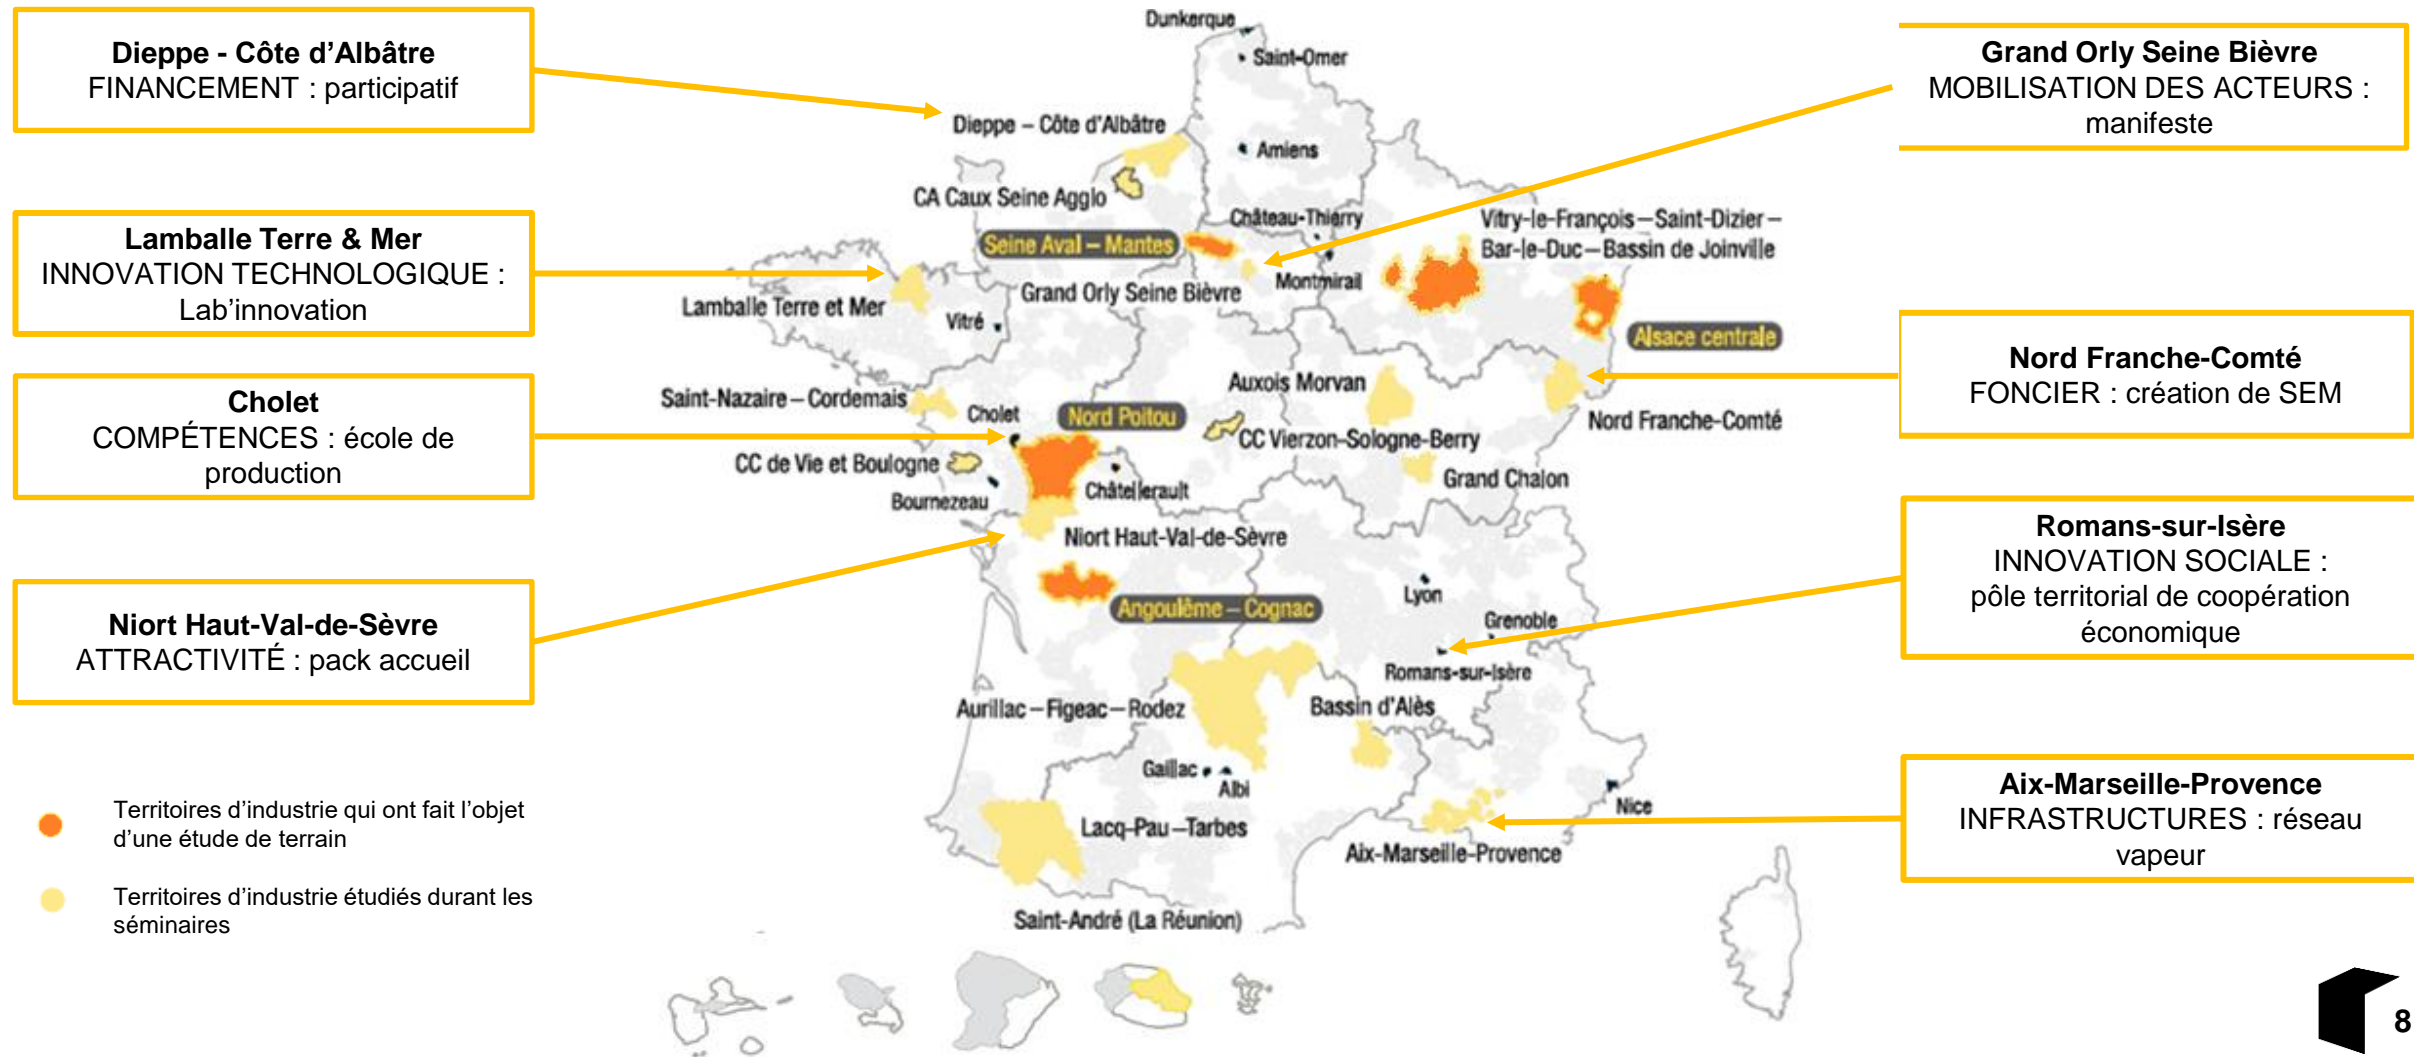 Dieppe - Côte d'Albâtre
FINANCEMENT : participatif
Lamballe Terre & Mer
INNOVATION TECHNOLOGIQUE :
Lab'innovation
Cholet
COMPÉTENCES : école de
production
Niort Haut-Val-de-Sèvre
ATTRACTIVITÉ : pack accueil
Territoires d'industrie qui ont fait l'objet
d'une étude de terrain
Territoires d'industrie étudiés durant les
séminaires
Dunkerque
Saint-Omer
Dieppe – Côte d'Albâtre
Amiens
CA Caux Seine Agglo
Château-Thierry
Vitry-le-François – Saint-Dizier –
Bar-le-Duc – Bassin de Joinville
Seine Aval – Mantes
Montmirail
Grand Orly Seine Bièvre
Lamballe Terre et Mer
Vitré
Alsace centrale
Auxois Morvan
Saint-Nazaire – Cordemais
Cholet
Nord Poitou
Nord Franche-Comté
CC Vierzon-Sologne-Berry
CC de Vie et Boulogne
Grand Chalon
Châtellerault
Bournezeau
Niort Haut-Val-de-Sèvre
Lyon
Angoulême – Cognac
Grenoble
Romans-sur-Isère
Aurillac – Figeac – Rodez
Bassin d'Alès
Gaillac
Albi
Nice
Lacq-Pau – Tarbes
Aix-Marseille-Provence
Saint-André (La Réunion)
Grand Orly Seine Bièvre
MOBILISATION DES ACTEURS :
manifeste
Nord Franche-Comté
FONCIER : création de SEM
Romans-sur-Isère
INNOVATION SOCIALE :
pôle territorial de coopération
économique
Aix-Marseille-Provence
INFRASTRUCTURES : réseau
vapeur
8